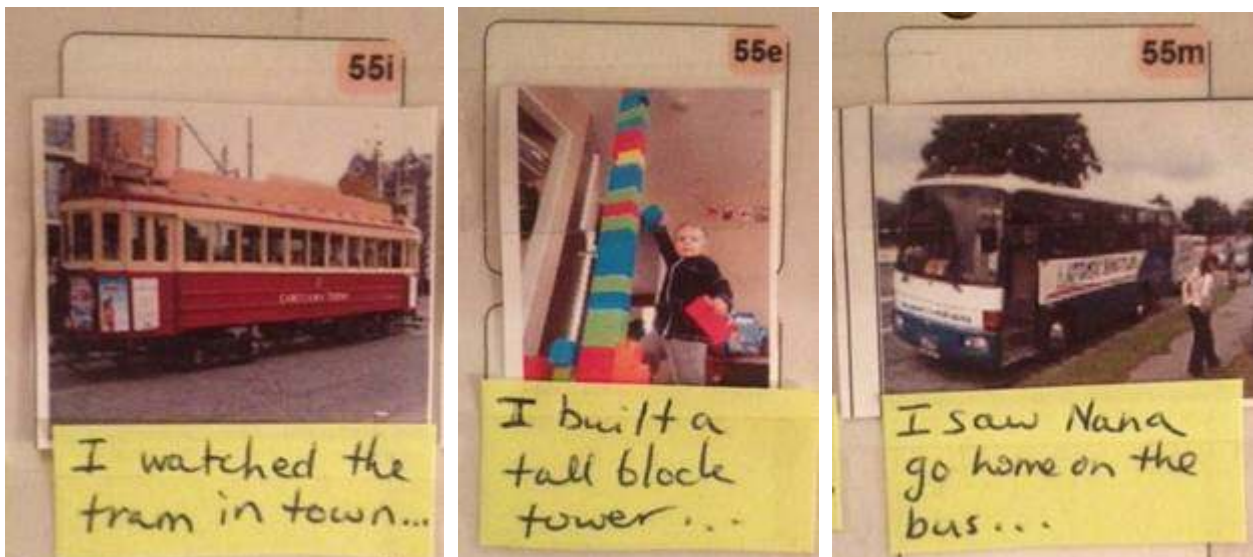 55i
I watched the
tram in town...
55e
I built a
tall block
tower...
55m
I saw Nana
go home on the
bus...